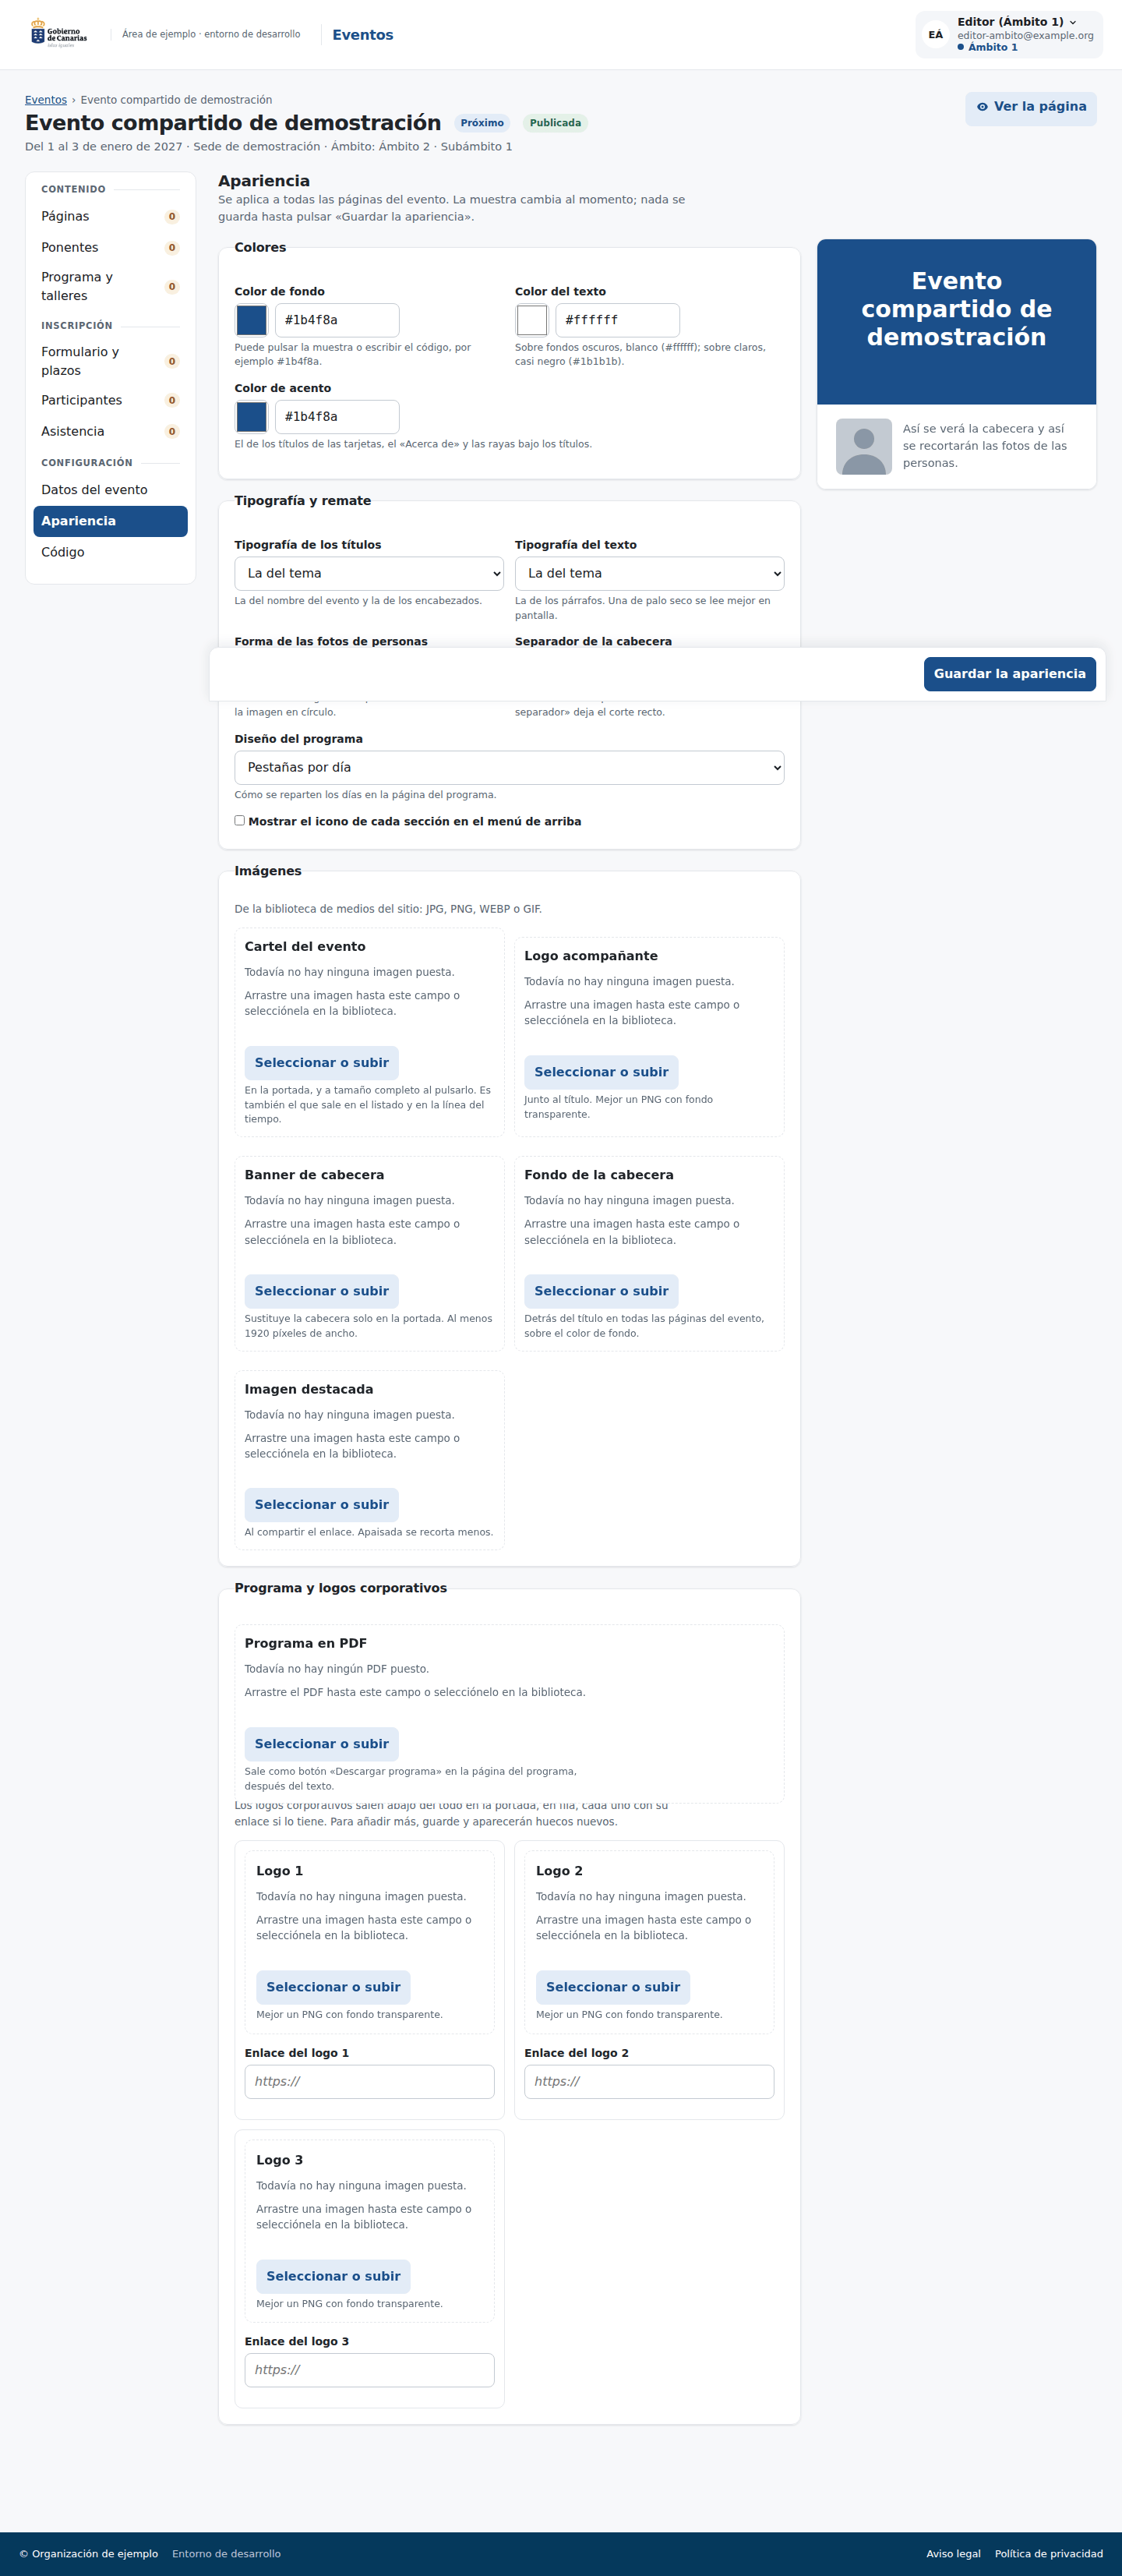 Gobierno
de Canarias
Área de ejemplo · entorno de desarrollo
Eventos
EÁ
Editor (Ámbito 1)
editor-ambito@example.org
Ámbito 1
Eventos › Evento compartido de demostración
Evento compartido de demostración
Próximo
Publicada
Ver la página
Del 1 al 3 de enero de 2027 · Sede de demostración · Ámbito: Ámbito 2 · Subámbito 1
CONTENIDO
Páginas 0
Ponentes 0
Programa y
talleres 0
INSCRIPCIÓN
Formulario y
plazos 0
Participantes 0
Asistencia 0
CONFIGURACIÓN
Datos del evento
Apariencia
Código
Apariencia
Se aplica a todas las páginas del evento. La muestra cambia al momento; nada se
guarda hasta pulsar «Guardar la apariencia».
Colores
Color de fondo
#1b4f8a
Puede pulsar la muestra o escribir el código, por
ejemplo #1b4f8a.
Color del texto
#ffffff
Sobre fondos oscuros, blanco (#ffffff); sobre claros,
casi negro (#1b1b1b).
Color de acento
#1b4f8a
El de los títulos de las tarjetas, el «Acerca de» y las rayas bajo los títulos.
Evento
compartido de
demostración
Así se verá la cabecera y así
se recortarán las fotos de las
personas.
Tipografía y remate
Tipografía de los títulos
La del tema
La del nombre del evento y la de los encabezados.
Tipografía del texto
La del tema
La de los párrafos. Una de palo seco se lee mejor en
pantalla.
Forma de las fotos de personas
Separador de la cabecera
Guardar la apariencia
la imagen en círculo.
separador» deja el corte recto.
Diseño del programa
Pestañas por día
Cómo se reparten los días en la página del programa.
Mostrar el icono de cada sección en el menú de arriba
Imágenes
De la biblioteca de medios del sitio: JPG, PNG, WEBP o GIF.
Cartel del evento
Todavía no hay ninguna imagen puesta.
Arrastre una imagen hasta este campo o
selecciónela en la biblioteca.
Seleccionar o subir
En la portada, y a tamaño completo al pulsarlo. Es
también el que sale en el listado y en la línea del
tiempo.
Logo acompañante
Todavía no hay ninguna imagen puesta.
Arrastre una imagen hasta este campo o
selecciónela en la biblioteca.
Seleccionar o subir
Junto al título. Mejor un PNG con fondo
transparente.
Banner de cabecera
Todavía no hay ninguna imagen puesta.
Arrastre una imagen hasta este campo o
selecciónela en la biblioteca.
Seleccionar o subir
Sustituye la cabecera solo en la portada. Al menos
1920 píxeles de ancho.
Fondo de la cabecera
Todavía no hay ninguna imagen puesta.
Arrastre una imagen hasta este campo o
selecciónela en la biblioteca.
Seleccionar o subir
Detrás del título en todas las páginas del evento,
sobre el color de fondo.
Imagen destacada
Todavía no hay ninguna imagen puesta.
Arrastre una imagen hasta este campo o
selecciónela en la biblioteca.
Seleccionar o subir
Al compartir el enlace. Apaisada se recorta menos.
Programa y logos corporativos
Programa en PDF
Todavía no hay ningún PDF puesto.
Arrastre el PDF hasta este campo o selecciónelo en la biblioteca.
Seleccionar o subir
Sale como botón «Descargar programa» en la página del programa,
después del texto.
Los logos corporativos salen abajo del todo en la portada, en fila, cada uno con su
enlace si lo tiene. Para añadir más, guarde y aparecerán huecos nuevos.
Logo 1
Todavía no hay ninguna imagen puesta.
Arrastre una imagen hasta este campo o
selecciónela en la biblioteca.
Seleccionar o subir
Mejor un PNG con fondo transparente.
Enlace del logo 1
https://
Logo 2
Todavía no hay ninguna imagen puesta.
Arrastre una imagen hasta este campo o
selecciónela en la biblioteca.
Seleccionar o subir
Mejor un PNG con fondo transparente.
Enlace del logo 2
https://
Logo 3
Todavía no hay ninguna imagen puesta.
Arrastre una imagen hasta este campo o
selecciónela en la biblioteca.
Seleccionar o subir
Mejor un PNG con fondo transparente.
Enlace del logo 3
https://
© Organización de ejemplo
Entorno de desarrollo
Aviso legal
Política de privacidad